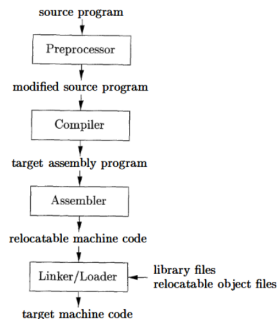 source program
Preprocessor
modified source program
Compiler
target assembly program
Assembler
relocatable machine code
Linker/Loader
library files
relocatable object files
target machine code